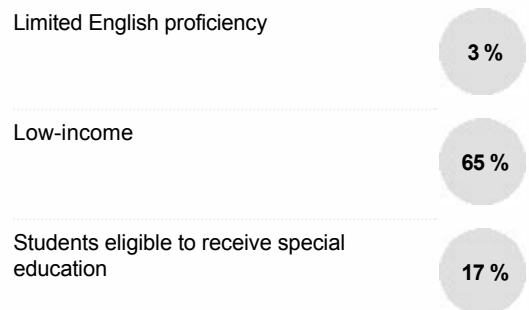 Limited English proficiency
3 %
Low-income
65 %
Students eligible to receive special
education
17 %